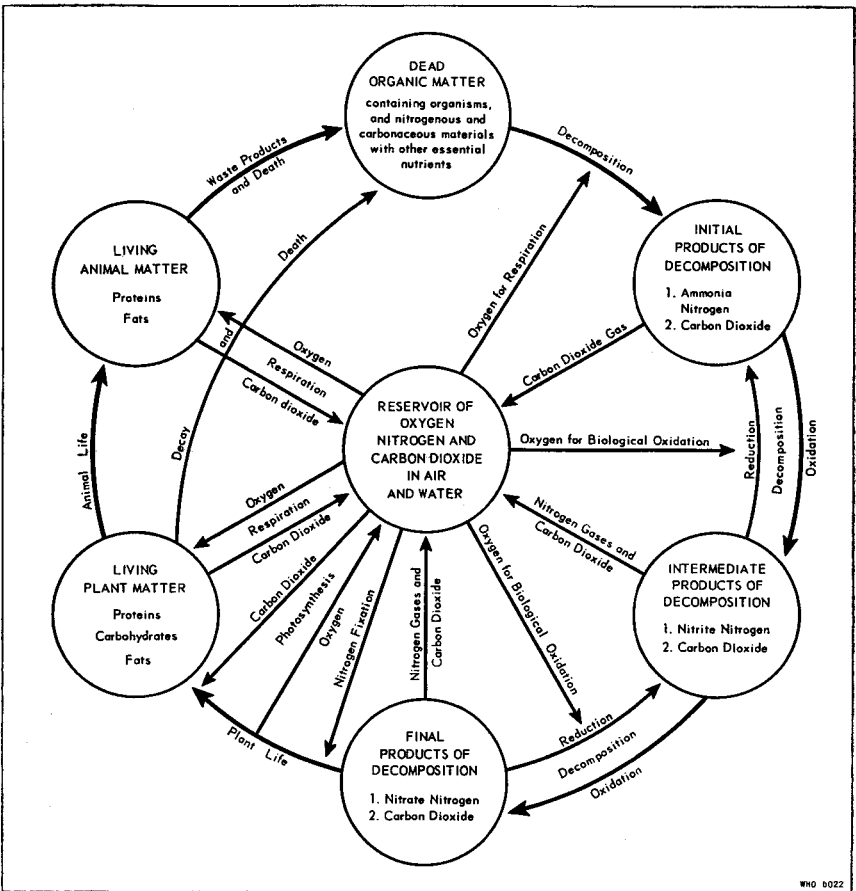 DEAD
ORGANIC MATTER
containing organisms,
and nitrogenous and
carbonaceous materials
with other essential
nutrients
Decomposition
INITIAL
PRODUCTS OF
DECOMPOSITION
1. Ammonia
Nitrogen
2. Carbon Dioxide
Waste Products
and Death
LIVING
ANIMAL MATTER
Proteins
Fats
Decay and Death
Oxygen for Respiration
Carbon Dioxide Gas
Oxygen
Respiration
Carbon dioxide
RESERVOIR OF
OXYGEN
NITROGEN AND
CARBON DIOXIDE
IN AIR
AND WATER
Oxygen for Biological Oxidation
Reduction
Decomposition
Oxidation
Animal Life
Oxygen
Respiration
Carbon Dioxide
Nitrogen Gases and
Carbon Dioxide
LIVING
PLANT MATTER
Proteins
Carbohydrates
Fats
Carbon Dioxide
Photosynthesis
Oxygen
Nitrogen Fixation
Nitrogen Gases and
Carbon Dioxide
Oxygen for Biological Oxidation
INTERMEDIATE
PRODUCTS OF
DECOMPOSITION
1. Nitrite Nitrogen
2. Carbon DIoxide
Plant Life
FINAL
PRODUCTS OF
DECOMPOSITION
1. Nitrate Nitrogen
2. Carbon Dioxide
Reduction
Decomposition
Oxidation
WHO 6022